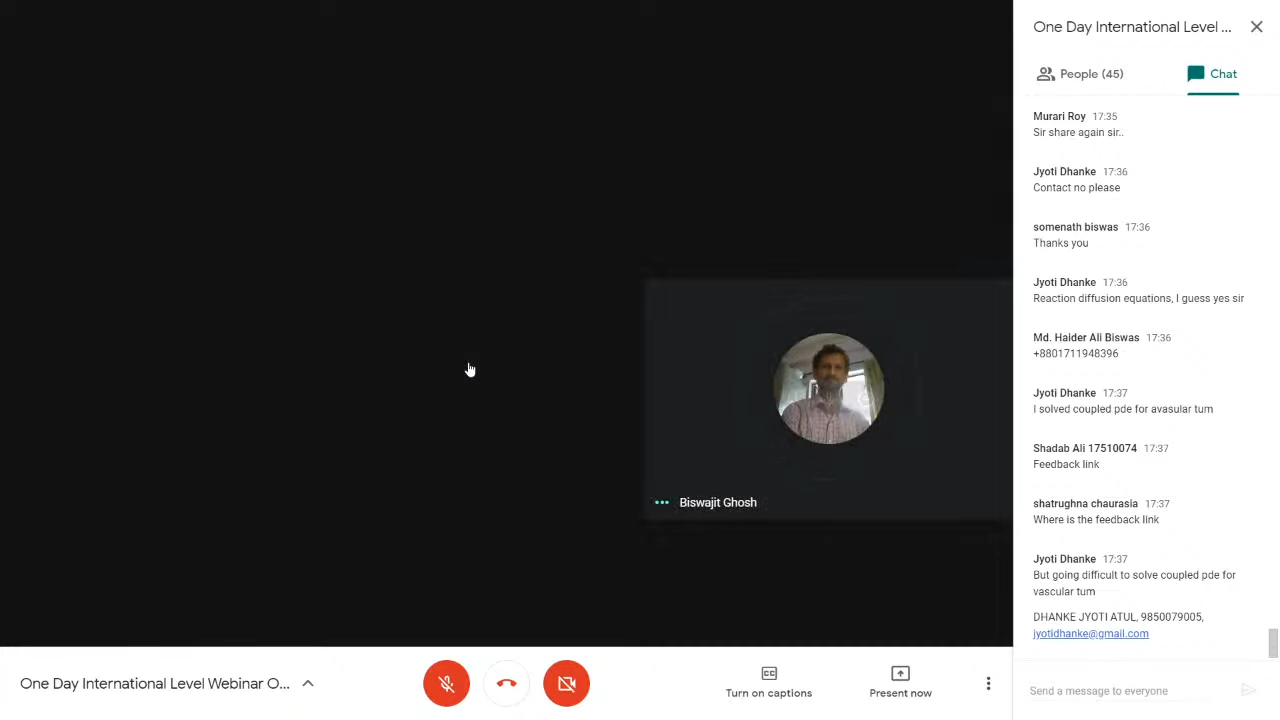 One Day International Level ...
People (45)
Chat
Murari Roy 17:35
Sir share again sir..
Jyoti Dhanke 17:36
Contact no please
somenath biswas 17:36
Thanks you
Jyoti Dhanke 17:36
Reaction diffusion equations, I guess yes sir
Md. Haider Ali Biswas 17:36
+8801711948396
Jyoti Dhanke 17:37
I solved coupled pde for avasular tum
Shadab Ali 17510074 17:37
Feedback link
shatrughna chaurasia 17:37
Where is the feedback link
Jyoti Dhanke 17:37
But going difficult to solve coupled pde for
vascular tum
DHANKE JYOTI ATUL, 9850079005,
jyotidhanke@gmail.com
Send a message to everyone
Biswajit Ghosh
One Day International Level Webinar O...
CC
Turn on captions
Present now